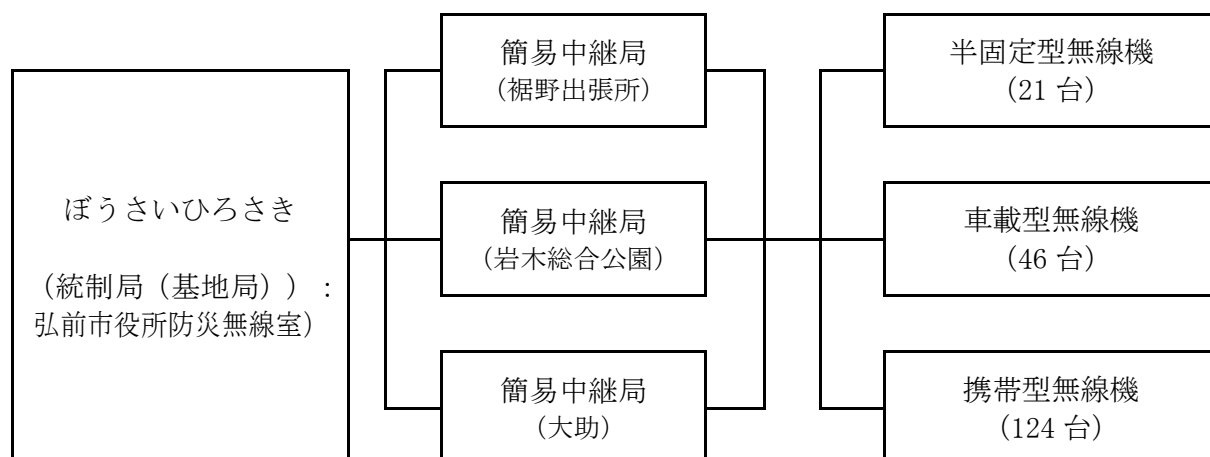 ぼうさいひろさき
（統制局（基地局））：
弘前市役所防災無線室）
簡易中継局
（裾野出張所）
簡易中継局
（岩木総合公園）
簡易中継局
（大助）
半固定型無線機
（21 台）
車載型無線機
（46 台）
携帯型無線機
（124 台）